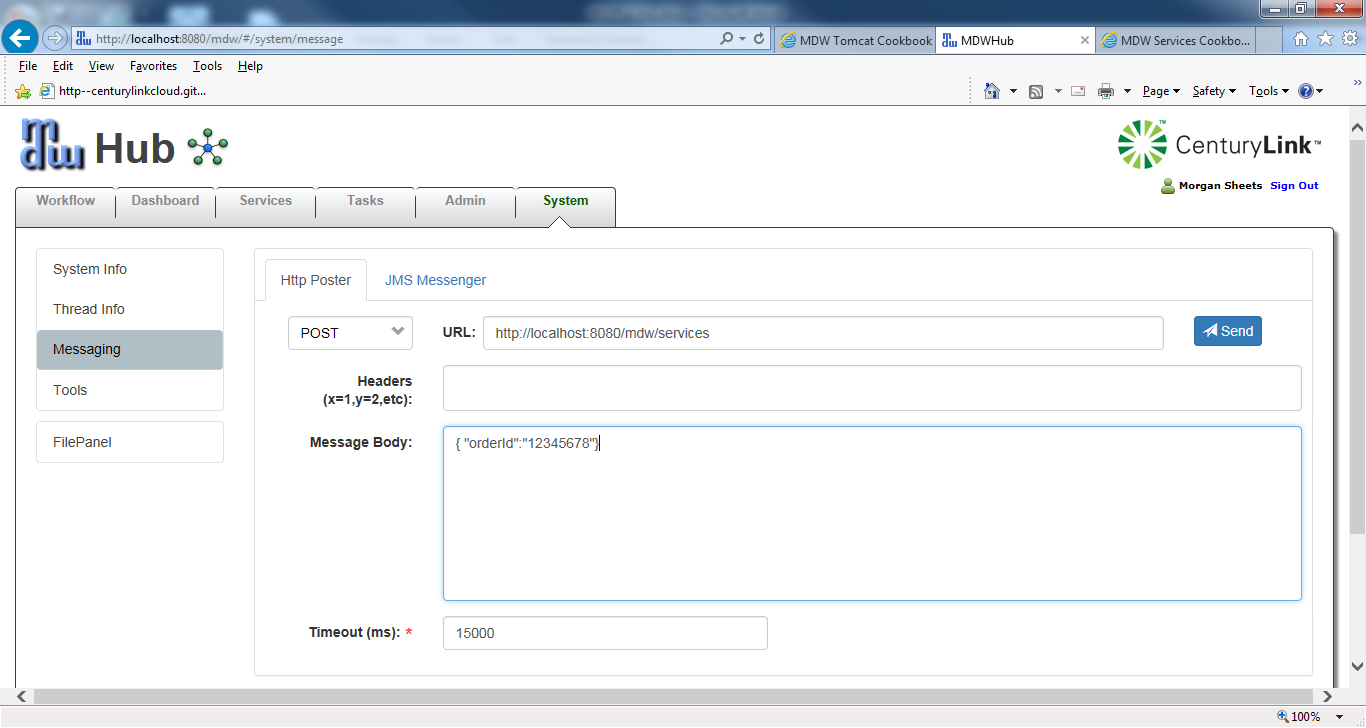 http://localhost:8080/mdw/#/system/message
MDW Tomcat Cookbook
MDWHub
MDW Services Cookbo...
File Edit View Favorites Tools Help
http--centurylinkcloud.git...
Page Safety Tools
mdw Hub
CenturyLink™
Morgan Sheets Sign Out
Workflow Dashboard Services Tasks Admin System
System Info
Thread Info
Messaging
Tools
FilePanel
Http Poster JMS Messenger
POST URL: http://localhost:8080/mdw/services Send
Headers
(x=1,y=2,etc):
Message Body: { "orderId":"12345678"}
Timeout (ms): * 15000
100%